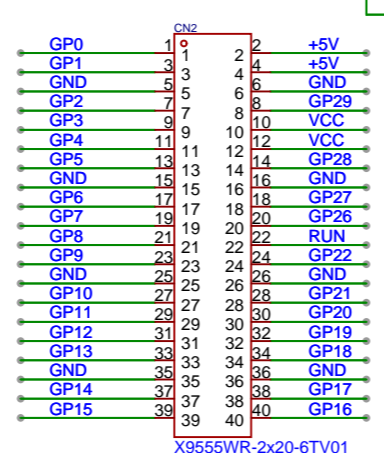 CN2
GP0 1 1 2 2 +5V
GP1 3 3 4 4 +5V
GND 5 5 6 6 GND
GP2 7 7 8 8 GP29
GP3 9 9 10 10 VCC
GP4 11 11 12 12 VCC
GP5 13 13 14 14 GP28
GND 15 15 16 16 GND
GP6 17 17 18 18 GP27
GP7 19 19 20 20 GP26
GP8 21 21 22 22 RUN
GP9 23 23 24 24 GP22
GND 25 25 26 26 GND
GP10 27 27 28 28 GP21
GP11 29 29 30 30 GP20
GP12 31 31 32 32 GP19
GP13 33 33 34 34 GP18
GND 35 35 36 36 GND
GP14 37 37 38 38 GP17
GP15 39 39 40 40 GP16
X9555WR-2x20-6TV01